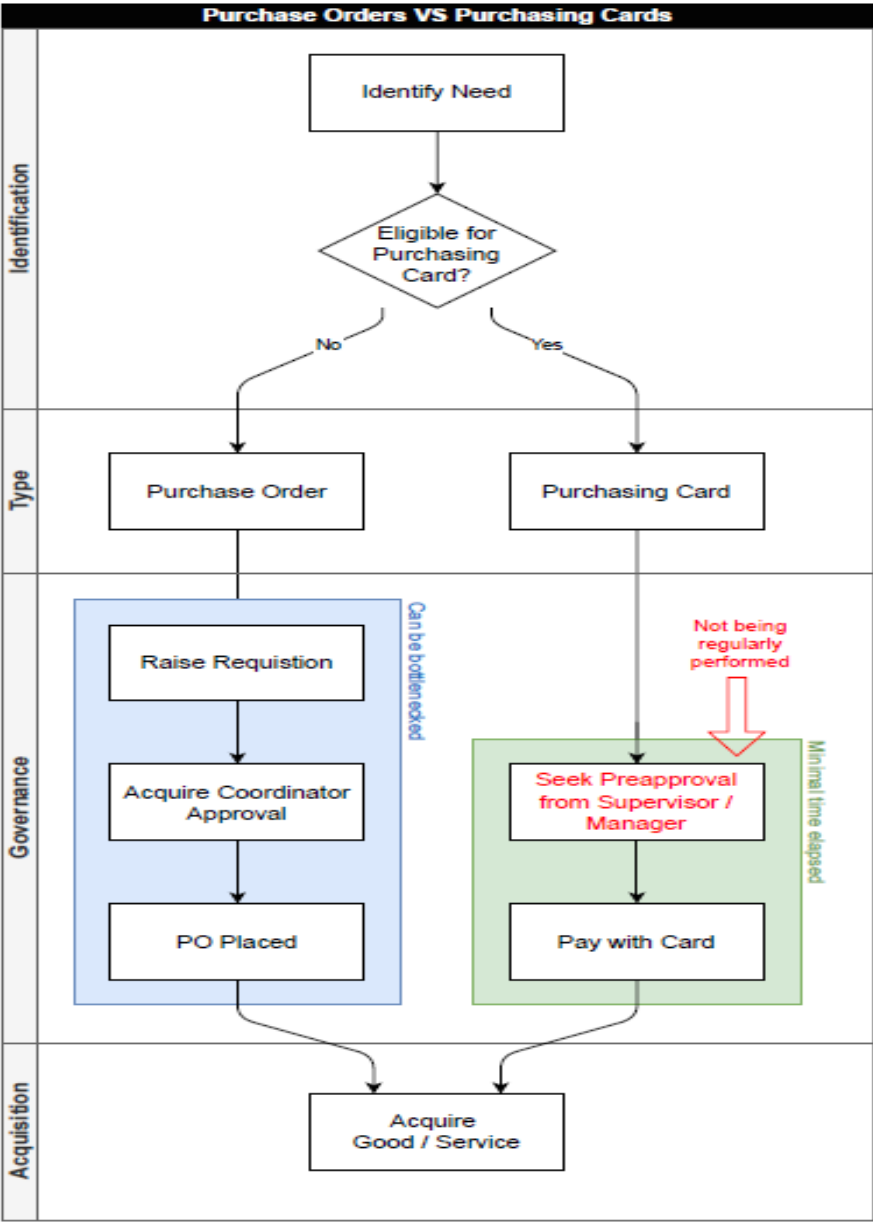 Purchase Orders VS Purchasing Cards
Identification
Identify Need
Eligible for
Purchasing
Card?
No
Yes
Type
Purchase Order
Purchasing Card
Governance
Can be bottlenecked
Raise Requistion
Acquire Coordinator
Approval
PO Placed
Not being
regularly
performed
Minimal time elapsed
Seek Preapproval
from Supervisor /
Manager
Pay with Card
Acquisition
Acquire
Good / Service